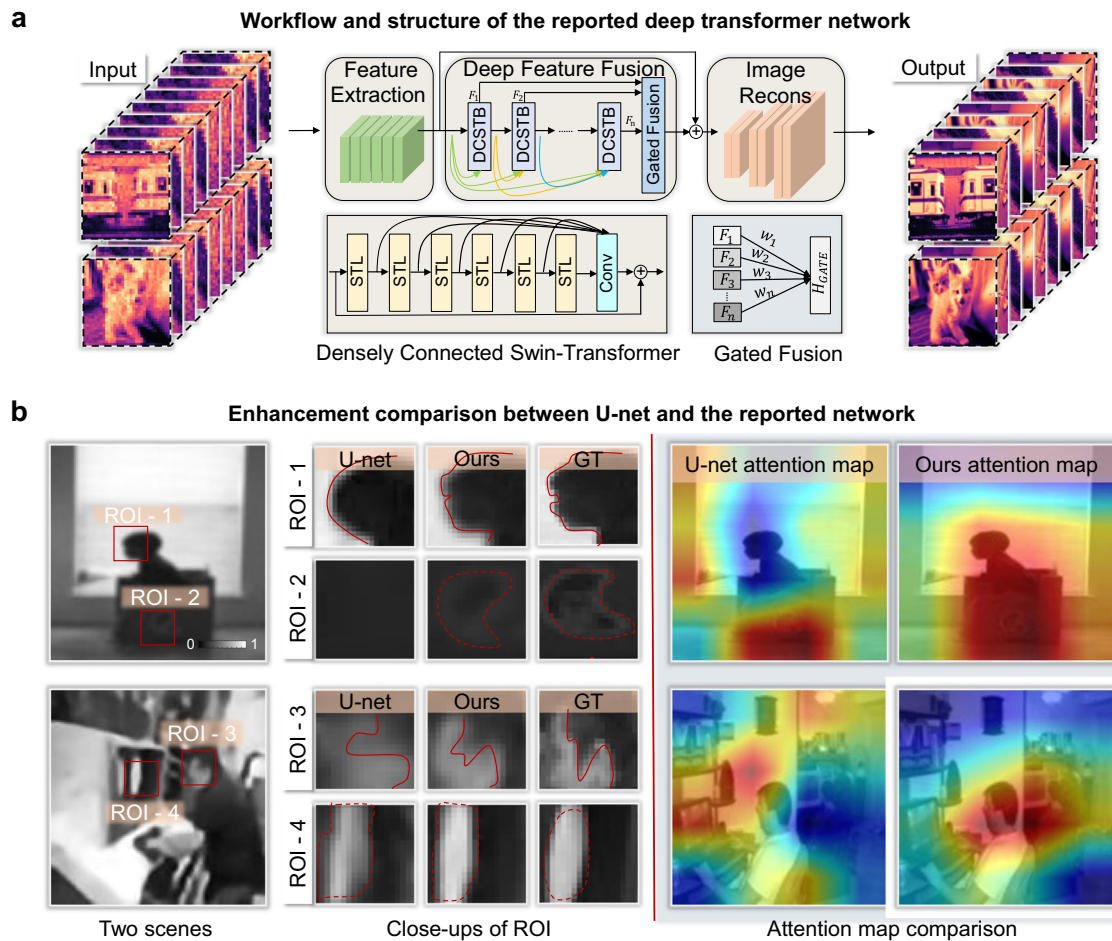 a
Workflow and structure of the reported deep transformer network
Input
Feature
Extraction
Deep Feature Fusion
F1
F2
Fn
DCSTB
DCSTB
......
DCSTB
Gated Fusion
Image
Recons
Output
STL
STL
STL
STL
STL
STL
Conv
F1
F2
F3
Fn
w1
w2
w3
wn
HGATE
Densely Connected Swin-Transformer
Gated Fusion
b
Enhancement comparison between U-net and the reported network
ROI - 1
ROI - 2
0
1
ROI - 1
U-net
Ours
GT
ROI - 2
U-net attention map
Ours attention map
ROI - 3
ROI - 4
ROI - 3
U-net
Ours
GT
ROI - 4
Two scenes
Close-ups of ROI
Attention map comparison